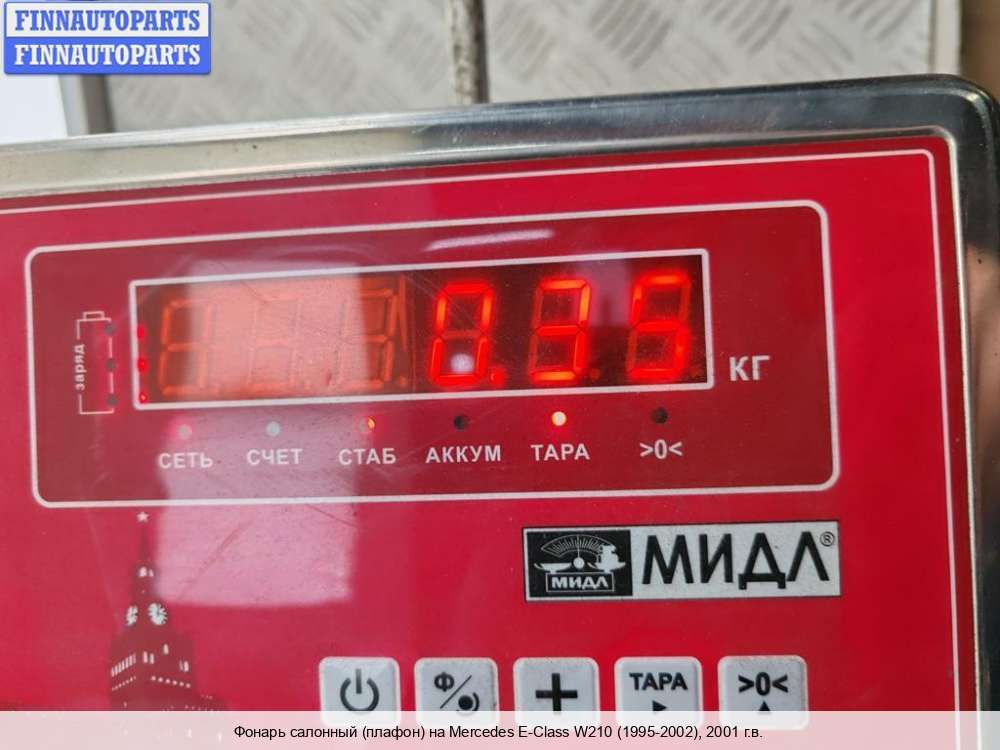 FINNAUTOPARTS
FINNAUTOPARTS
заряд
0.35
КГ
СЕТЬ СЧЕТ СТАБ АККУМ ТАРА >0<
МИДЛ МИДЛ®
Ф ТАРА >0<
Фонарь салонный (плафон) на Mercedes E-Class W210 (1995-2002), 2001 г.в.